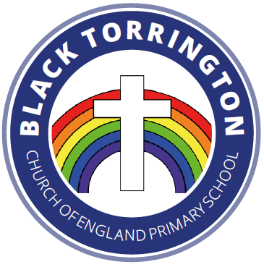 BLACK TORRINGTON
CHURCH OF ENGLAND PRIMARY SCHOOL